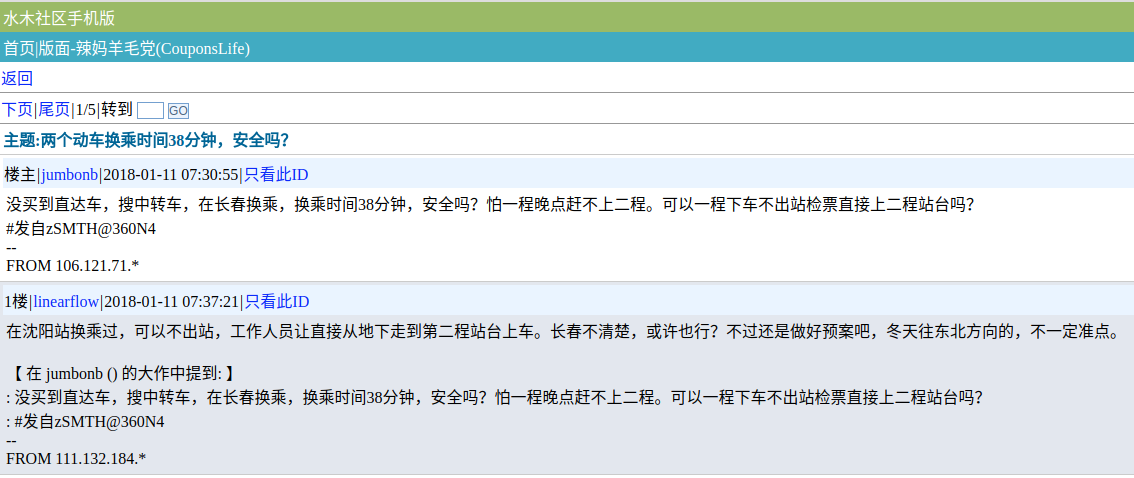 水木社区手机版
首页|版面-辣妈羊毛党(CouponsLife)
返回
下页|尾页|1/5|转到 GO
主题:两个动车换乘时间38分钟，安全吗？
楼主|jumbonb|2018-01-11 07:30:55|只看此ID
没买到直达车，搜中转车，在长春换乘，换乘时间38分钟，安全吗？怕一程晚点赶不上二程。可以一程下车不出站检票直接上二程站台吗？
#发自zSMTH@360N4
--
FROM 106.121.71.*
1楼|linearflow|2018-01-11 07:37:21|只看此ID
在沈阳站换乘过，可以不出站，工作人员让直接从地下走到第二程站台上车。长春不清楚，或许也行？不过还是做好预案吧，冬天往东北方向的，不一定准点。
【 在 jumbonb () 的大作中提到: 】
: 没买到直达车，搜中转车，在长春换乘，换乘时间38分钟，安全吗？怕一程晚点赶不上二程。可以一程下车不出站检票直接上二程站台吗？
: #发自zSMTH@360N4
--
FROM 111.132.184.*